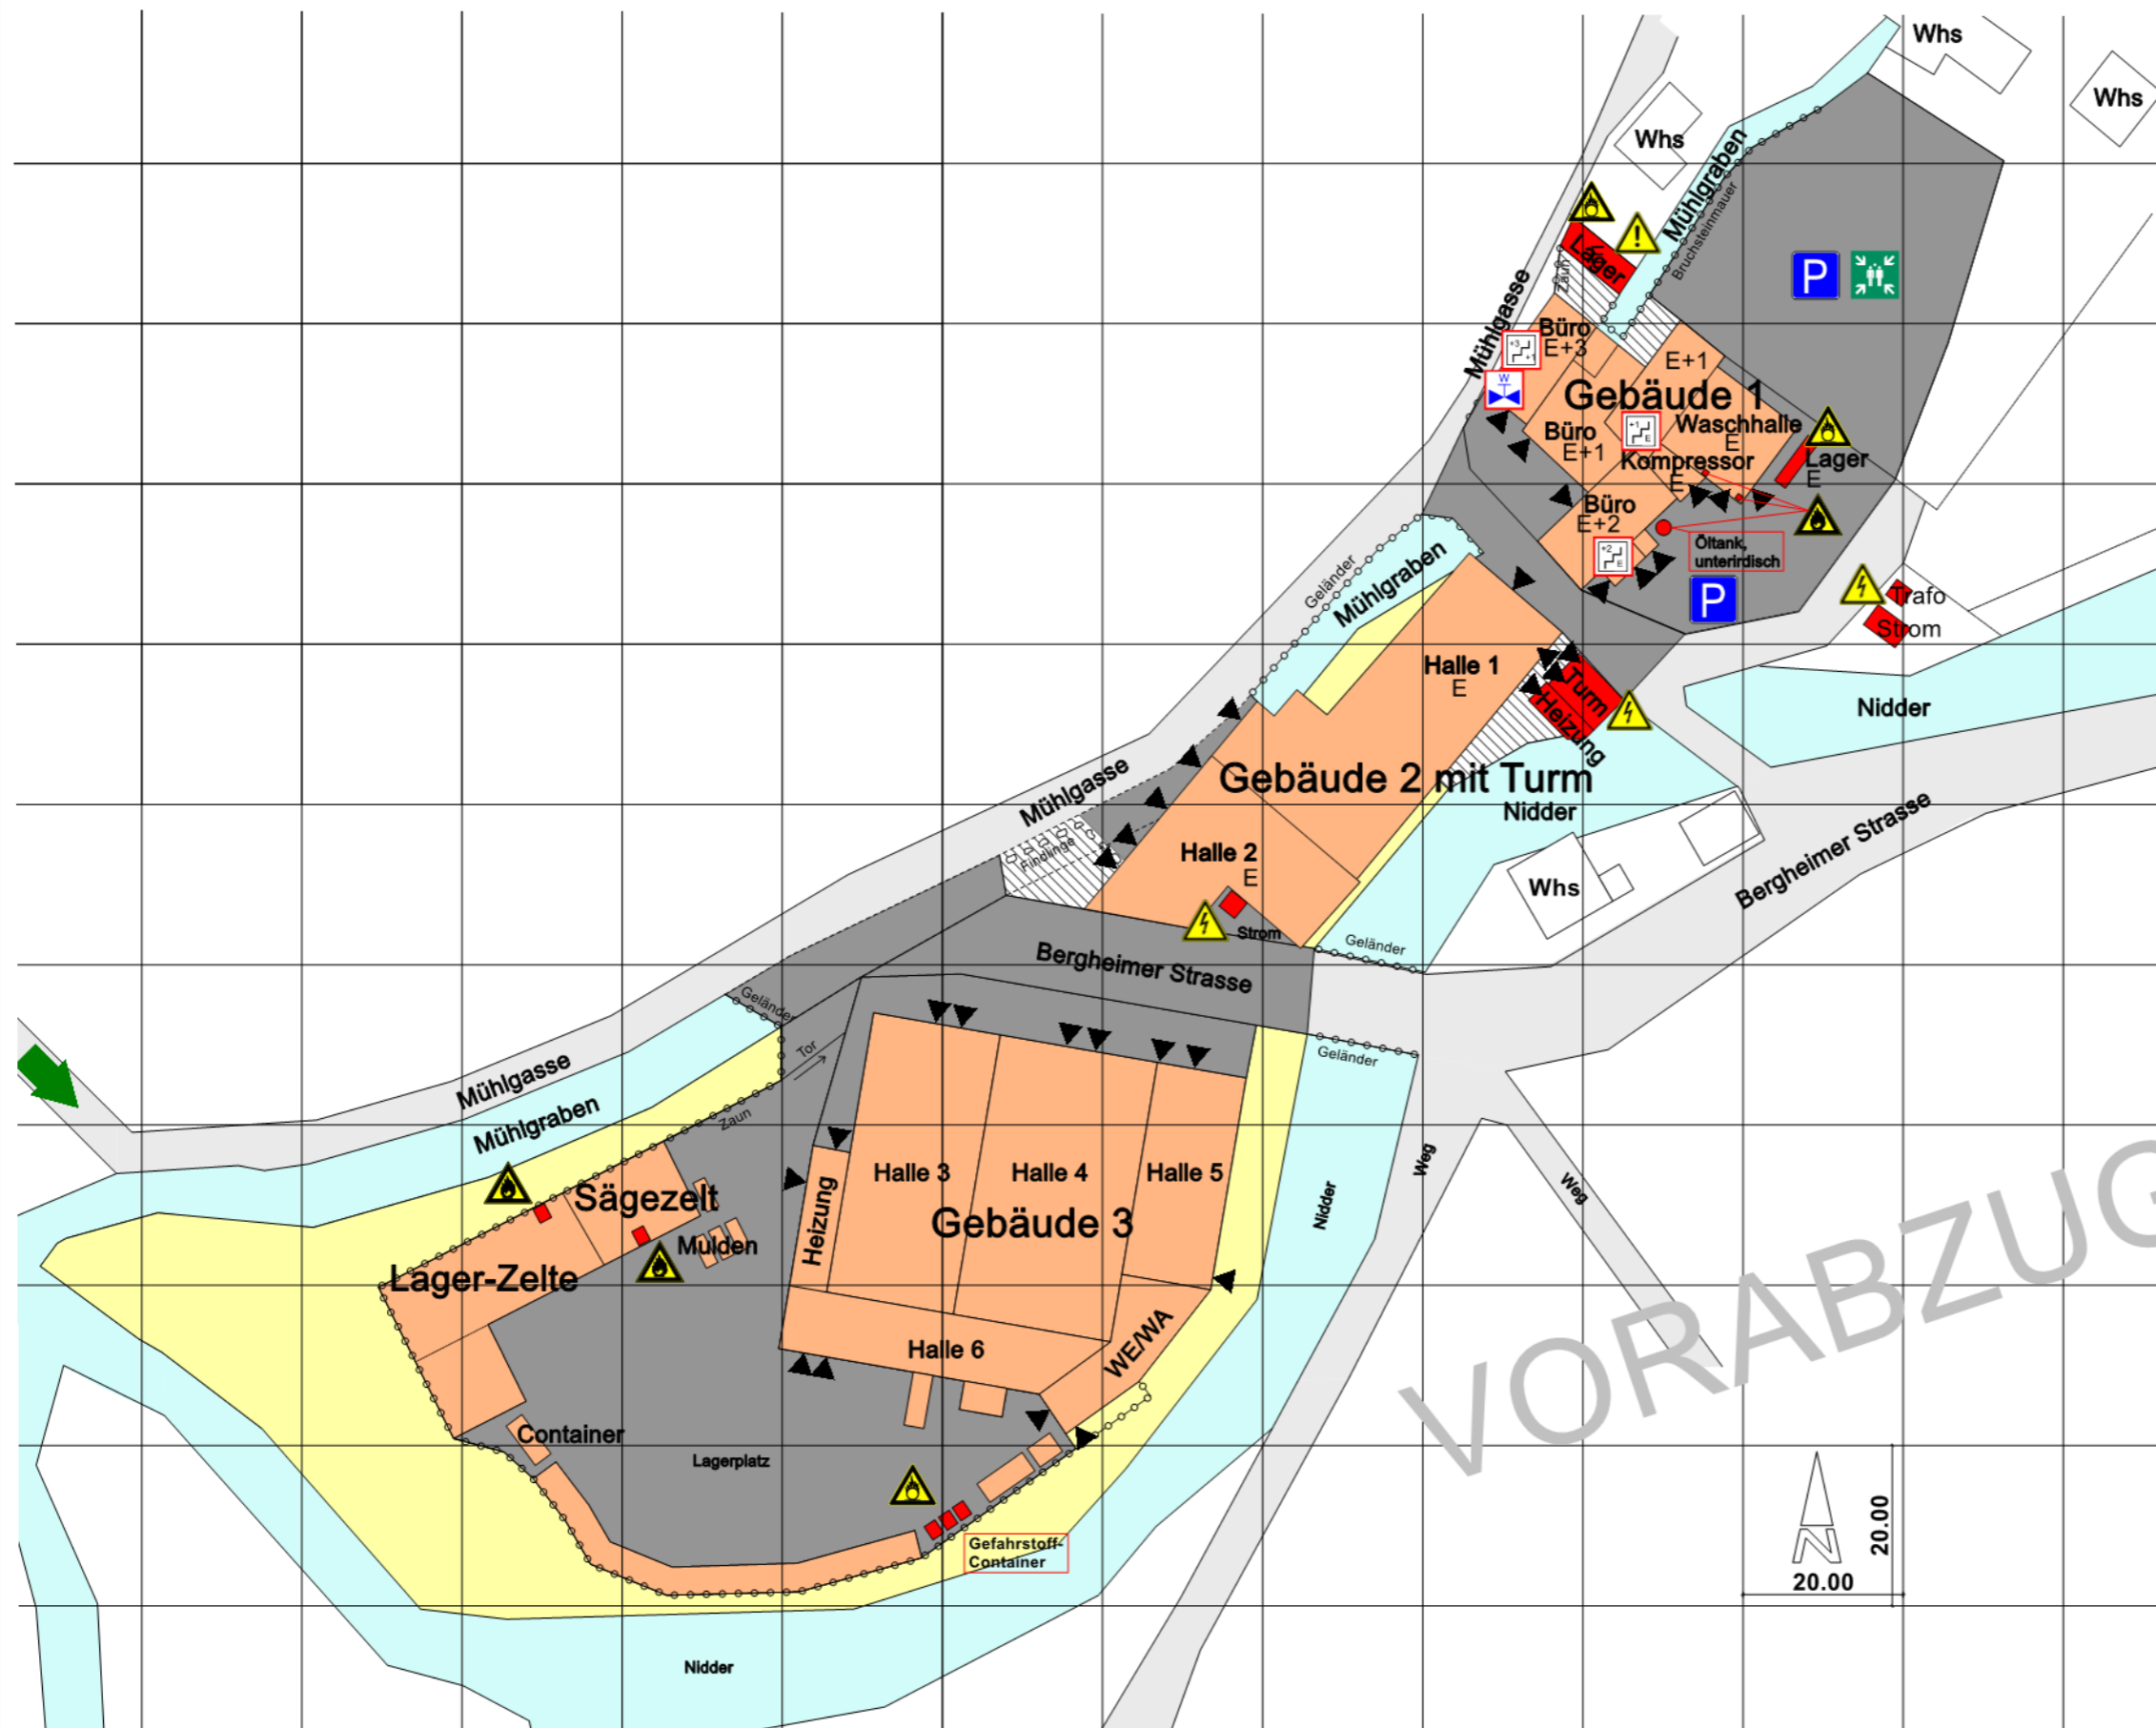 Whs
Whs
Whs
Mühlgraben
Bruchsteinmauer
Lager
Zaun
P
Mühlgasse
Büro
E+3
+3
+1
W
E+1
Gebäude 1
Büro
E+1
+1
E
Waschhalle
E
Kompressor
E
Lager
E
Büro
E+2
+2
E
Öltank,
unterirdisch
P
Trafo
Strom
Geländer
Mühlgraben
Halle 1
E
Turm
Heizung
Nidder
Gebäude 2 mit Turm
Nidder
Mühlgasse
Findlinge
Halle 2
E
Strom
Whs
Bergheimer Strasse
Geländer
Bergheimer Strasse
Geländer
Tor
Geländer
Mühlgasse
Mühlgraben
Zaun
Sägezelt
Mulden
Lager-Zelte
Heizung
Halle 3
Halle 4
Halle 5
Gebäude 3
Nidder
Weg
Weg
Halle 6
WE/WA
Container
Lagerplatz
Gefahrstoff-
Container
Nidder
VORABZUG
N
20.00
20.00